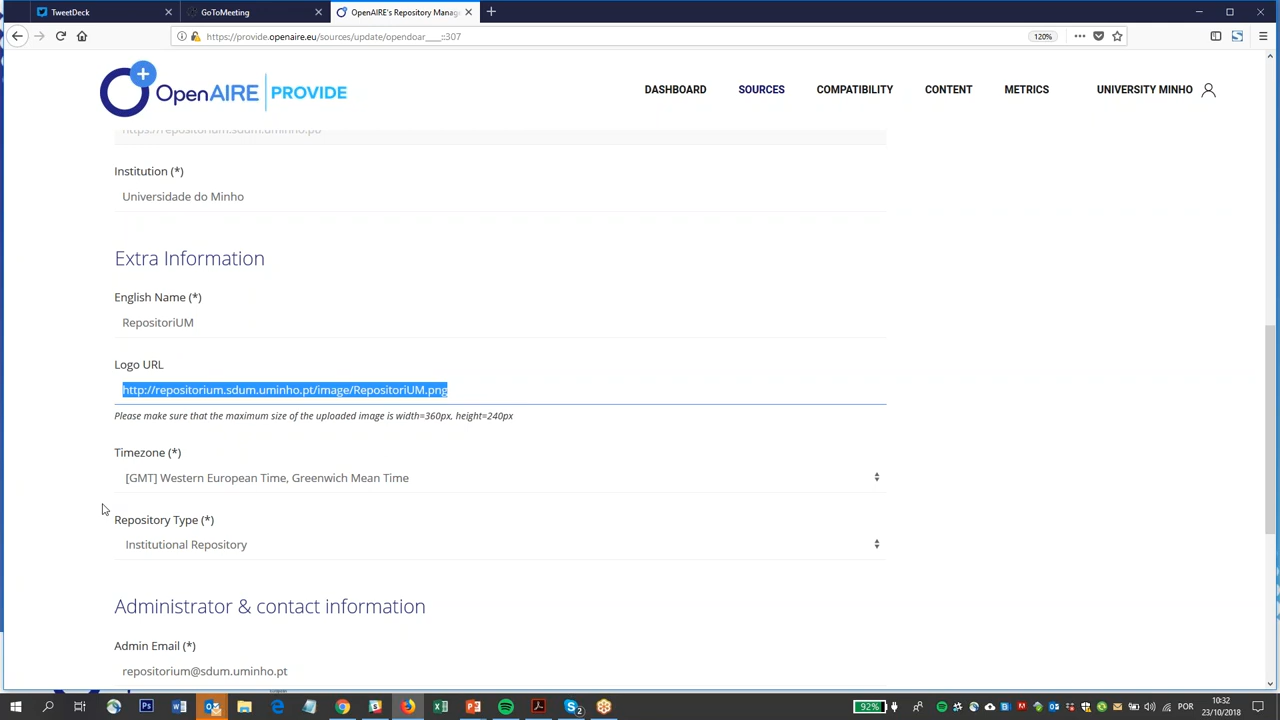 TweetDeck
GoToMeeting
OpenAIRE's Repository Manag
https://provide.openaire.eu/sources/update/opendoar____::307
120%
OpenAIRE PROVIDE
DASHBOARD
SOURCES
COMPATIBILITY
CONTENT
METRICS
UNIVERSITY MINHO
Institution (*)
Universidade do Minho
Extra Information
English Name (*)
RepositoriUM
Logo URL
http://repositorium.sdum.uminho.pt/image/RepositoriUM.png
Please make sure that the maximum size of the uploaded image is width=360px, height=240px
Timezone (*)
[GMT] Western European Time, Greenwich Mean Time
Repository Type (*)
Institutional Repository
Administrator & contact information
Admin Email (*)
repositorium@sdum.uminho.pt
92%
POR
10:32
23/10/2018